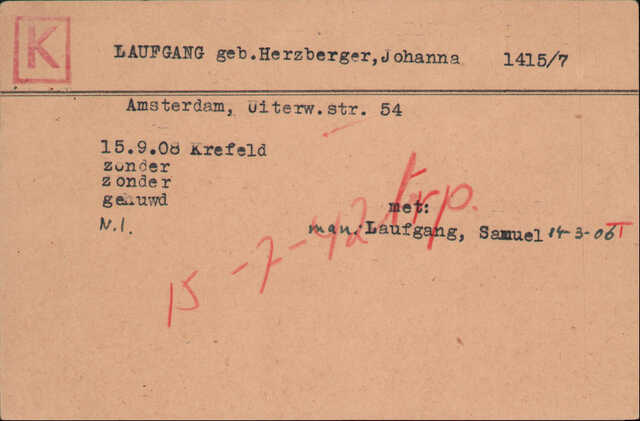 K
LAUFGANG geb.Herzberger,Johanna 1415/7
Amsterdam, Uiterw.str. 54
15.9.08 Krefeld
zonder
zonder
gehuwd met:
N.I. man: Laufgang, Samuel 14-3-06 I
15-7-42 trp.